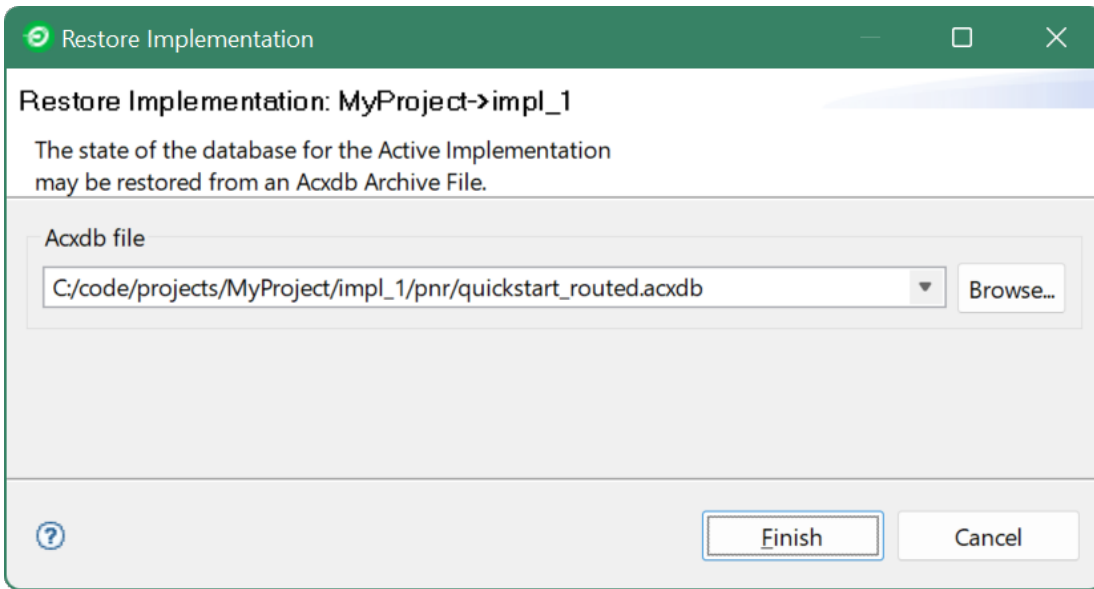 Restore Implementation
Restore Implementation: MyProject->impl_1
The state of the database for the Active Implementation
may be restored from an Acxdb Archive File.
Acxdb file
C:/code/projects/MyProject/impl_1/pnr/quickstart_routed.acxdb
Browse...
?
Finish
Cancel